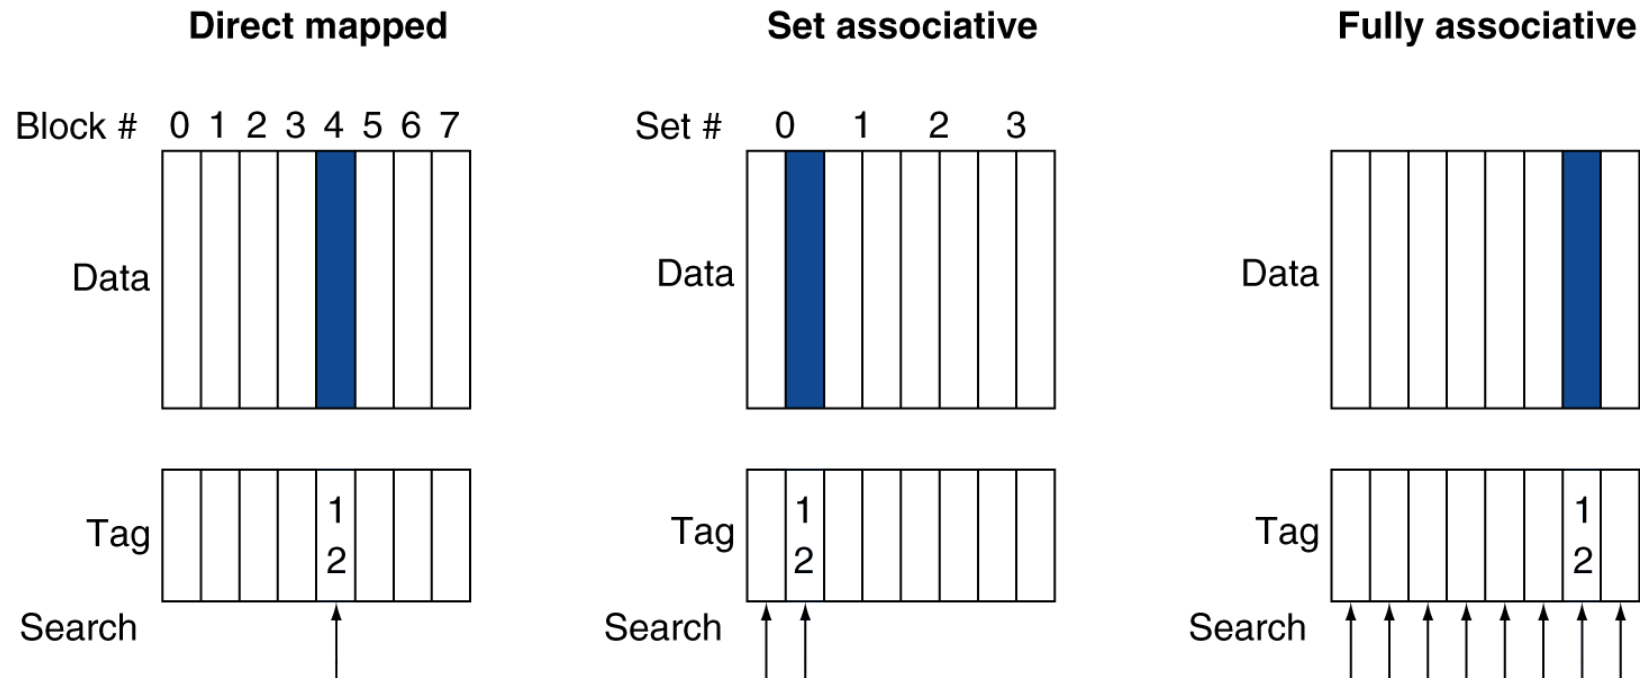 Direct mapped
Set associative
Fully associative
Block # 0 1 2 3 4 5 6 7
Set # 0 1 2 3
Data
Data
Data
Tag
1
2
Tag
1
2
Tag
1
2
Search
Search
Search